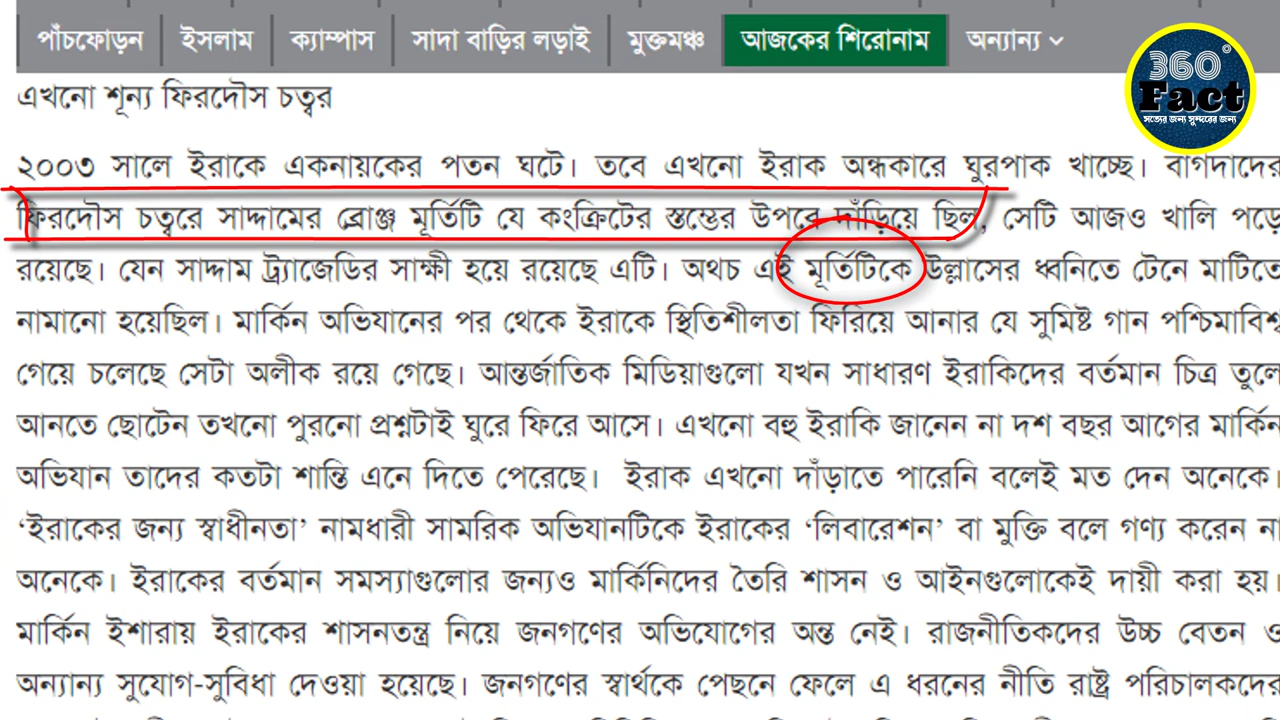 পাঁচফোড়ন ইসলাম ক্যাম্পাস সাদা বাড়ির লড়াই মুক্তমঞ্চ আজকের শিরোনাম অন্যান্য
360°
Fact
সত্যের জন্য সুন্দরের জন্য
এখনো শূন্য ফিরদৌস চত্বর
২০০৩ সালে ইরাকে একনায়কের পতন ঘটে। তবে এখনো ইরাক অন্ধকারে ঘুরপাক খাচ্ছে। বাগদাদের
ফিরদৌস চত্বরে সাদ্দামের ব্রোঞ্জ মূর্তিটি যে কংক্রিটের স্তম্ভের উপরে দাঁড়িয়ে ছিল, সেটি আজও খালি পড়ে
রয়েছে। যেন সাদ্দাম ট্র্যাজেডির সাক্ষী হয়ে রয়েছে এটি। অথচ এই মূর্তিটিকে উল্লাসের ধ্বনিতে টেনে মাটিতে
নামানো হয়েছিল। মার্কিন অভিযানের পর থেকে ইরাকে স্থিতিশীলতা ফিরিয়ে আনার যে সুমিষ্ট গান পশ্চিমাবিশ্ব
গেয়ে চলেছে সেটা অলীক রয়ে গেছে। আন্তর্জাতিক মিডিয়াগুলো যখন সাধারণ ইরাকিদের বর্তমান চিত্র তুলে
আনতে ছোটেন তখনো পুরনো প্রশ্নটাই ঘুরে ফিরে আসে। এখনো বহু ইরাকি জানেন না দশ বছর আগের মার্কিন
অভিযান তাদের কতটা শান্তি এনে দিতে পেরেছে। ইরাক এখনো দাঁড়াতে পারেনি বলেই মত দেন অনেকে।
‘ইরাকের জন্য স্বাধীনতা’ নামধারী সামরিক অভিযানটিকে ইরাকের ‘লিবারেশন’ বা মুক্তি বলে গণ্য করেন না
অনেকে। ইরাকের বর্তমান সমস্যাগুলোর জন্যও মার্কিনিদের তৈরি শাসন ও আইনগুলোকেই দায়ী করা হয়।
মার্কিন ইশারায় ইরাকের শাসনতন্ত্র নিয়ে জনগণের অভিযোগের অন্ত নেই। রাজনীতিকদের উচ্চ বেতন ও
অন্যান্য সুযোগ-সুবিধা দেওয়া হয়েছে। জনগণের স্বার্থকে পেছনে ফেলে এ ধরনের নীতি রাষ্ট্র পরিচালকদের